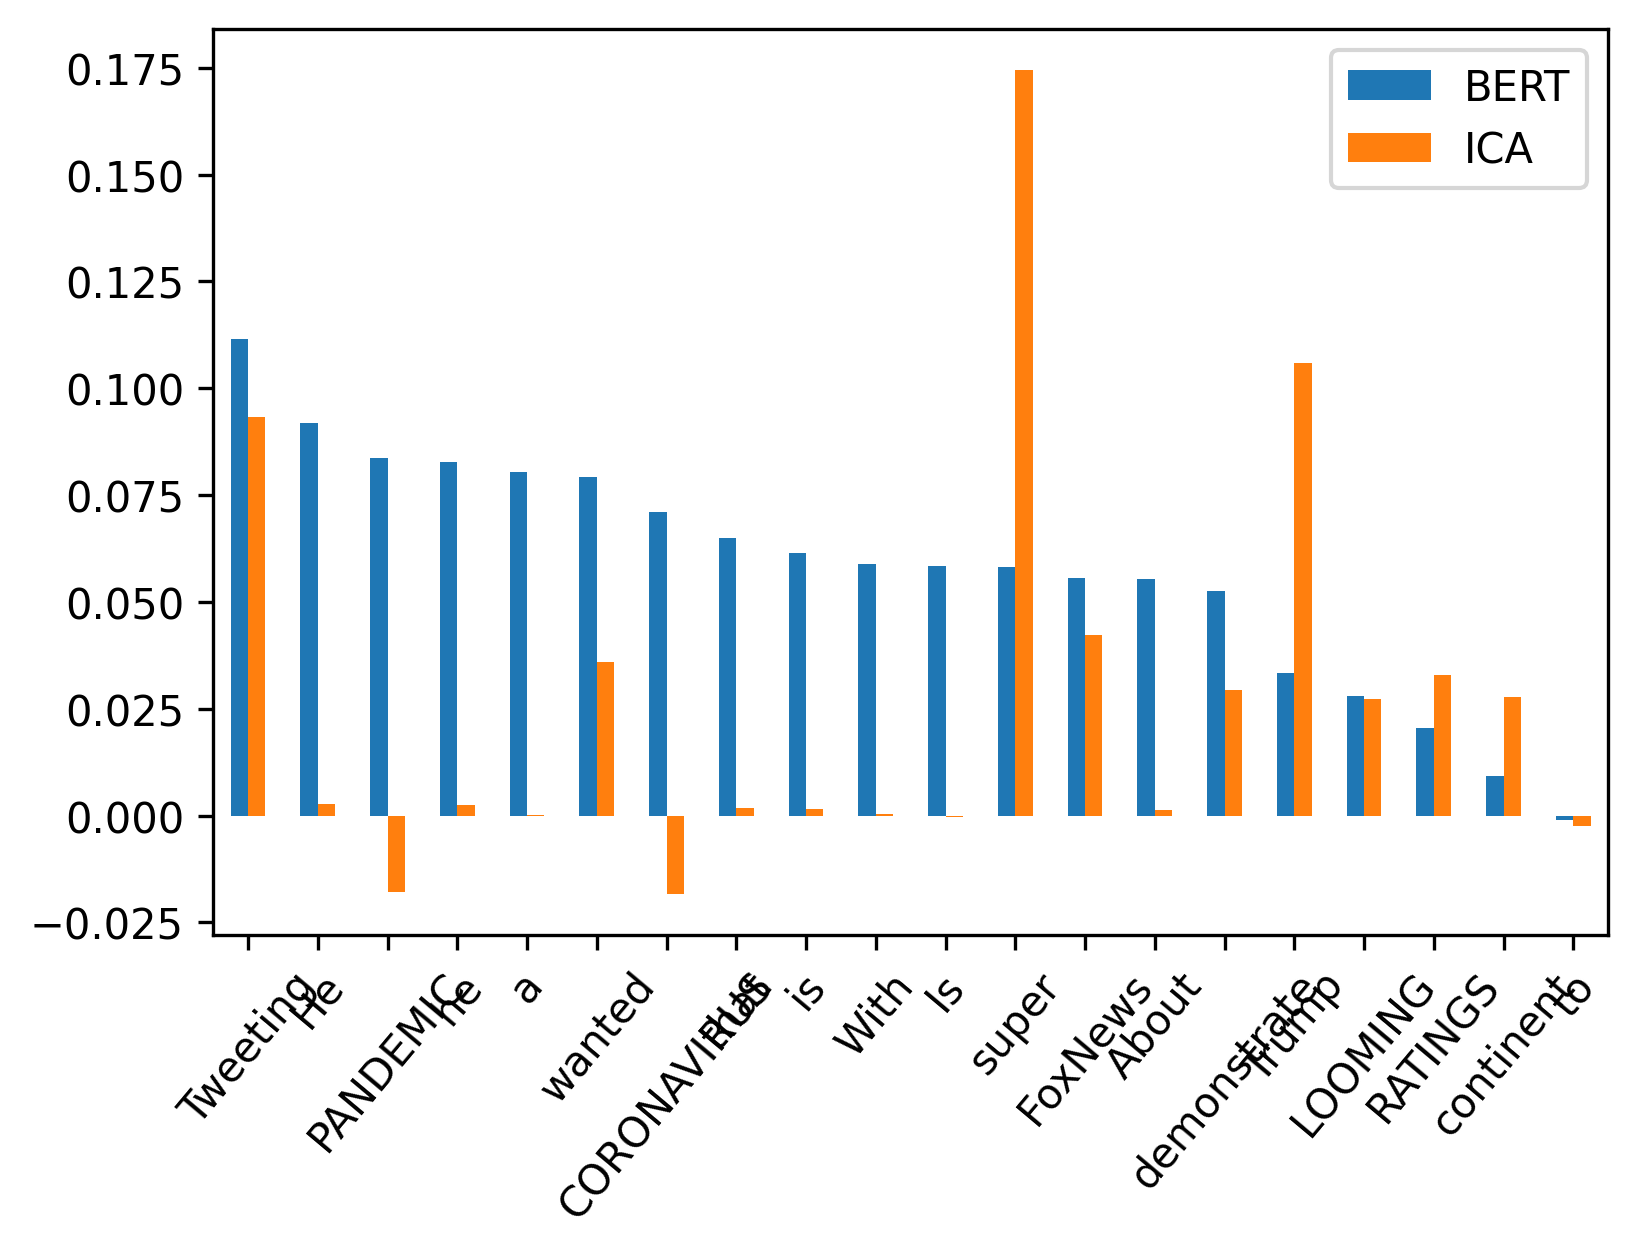 0.175
0.150
0.125
0.100
0.075
0.050
0.025
0.000
−0.025
BERT
ICA
Tweeting
He
PANDEMIC
he
a
wanted
CORONAVIRUS
that
is
With
Is
super
FoxNews
About
demonstrate
Trump
LOOMING
RATINGS
continent
to